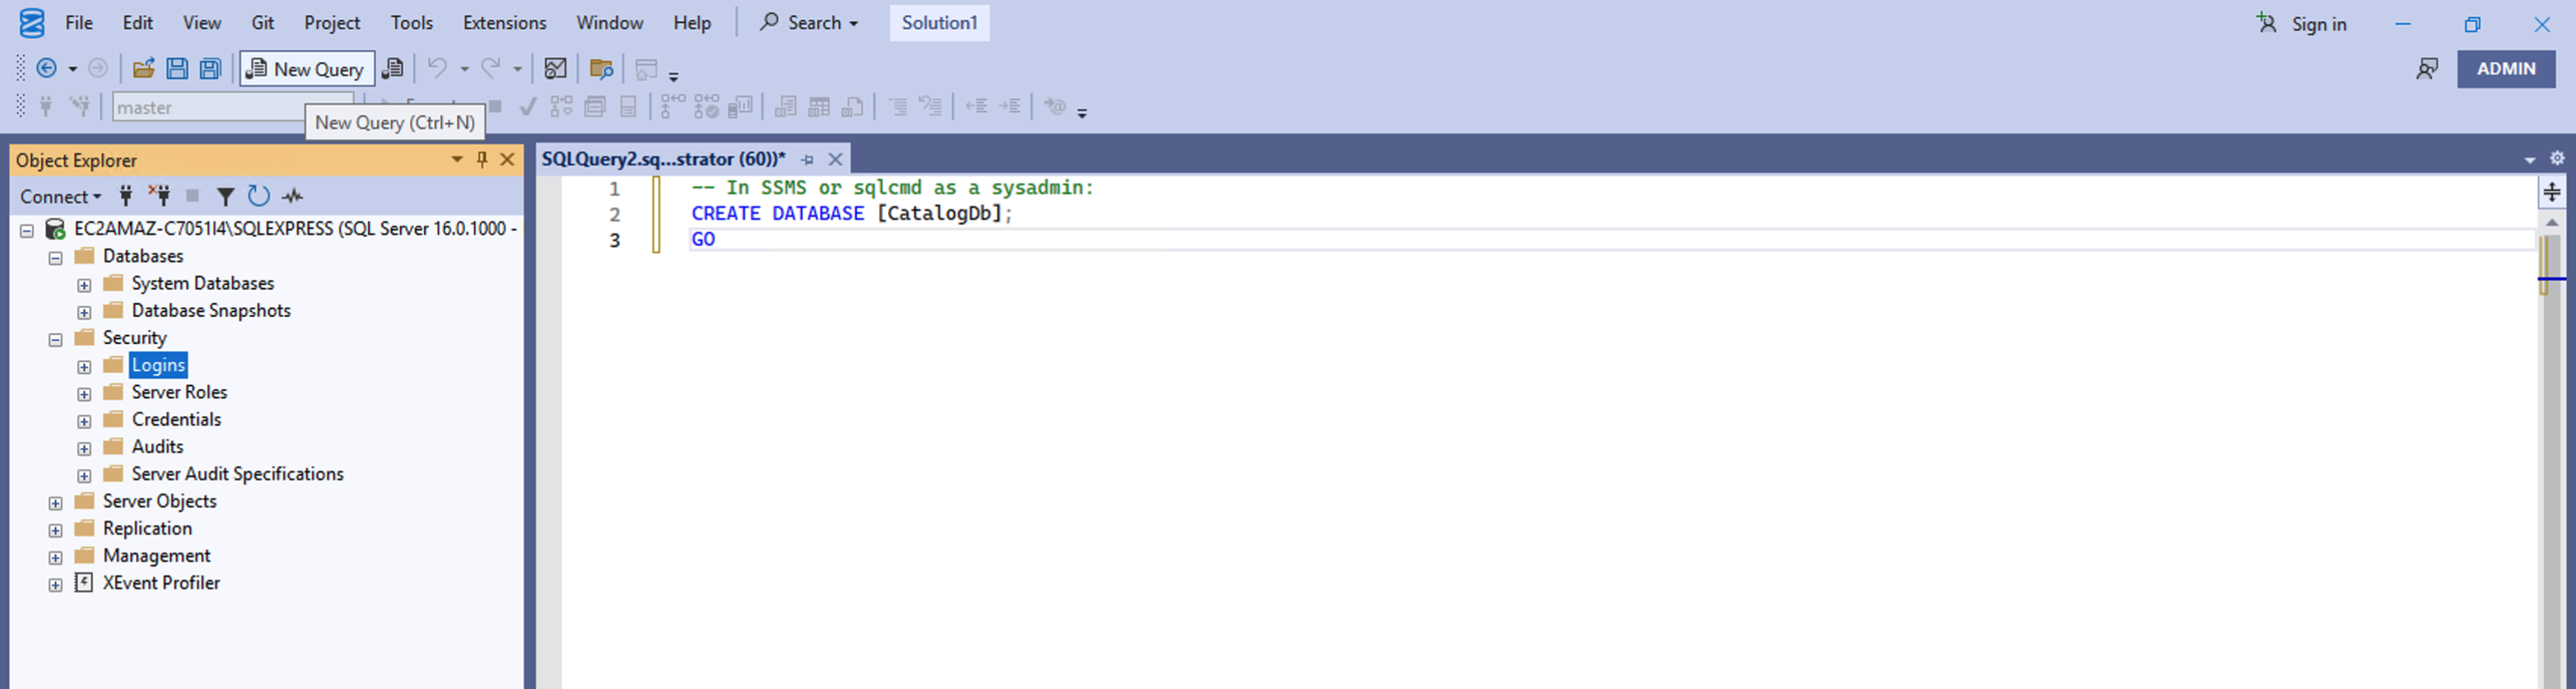 File Edit View Git Project Tools Extensions Window Help Search Solution1 Sign in
New Query ADMIN
master
New Query (Ctrl+N)
Object Explorer
SQLQuery2.sq...strator (60))*
Connect
EC2AMAZ-C7051I4\SQLEXPRESS (SQL Server 16.0.1000 -
Databases
System Databases
Database Snapshots
Security
Logins
Server Roles
Credentials
Audits
Server Audit Specifications
Server Objects
Replication
Management
XEvent Profiler
1 -- In SSMS or sqlcmd as a sysadmin:
2 CREATE DATABASE [CatalogDb];
3 GO